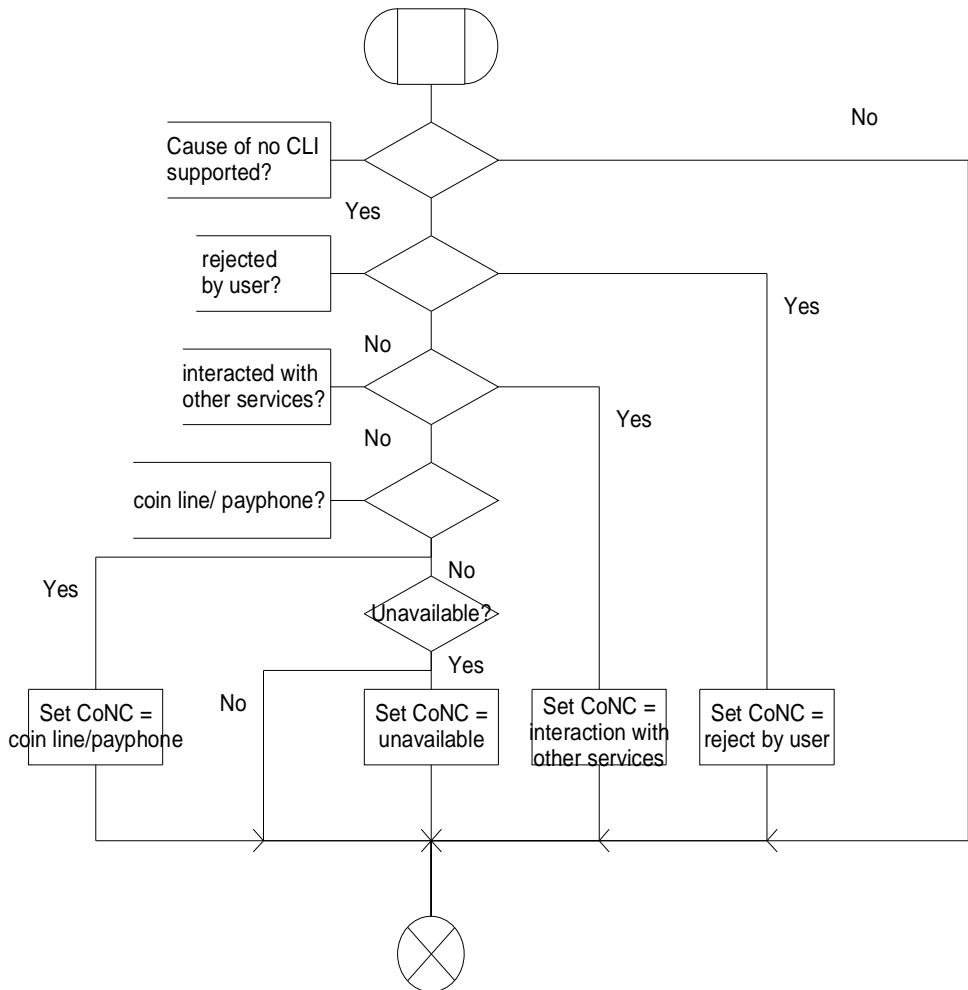 No
Cause of no CLI
supported?
Yes
rejected
by user?
Yes
No
interacted with
other services?
Yes
No
coin line/ payphone?
Yes
No
Unavailable?
Yes
No
Set CoNC =
coin line/payphone
Set CoNC =
unavailable
Set CoNC =
interaction with
other services
Set CoNC =
reject by user